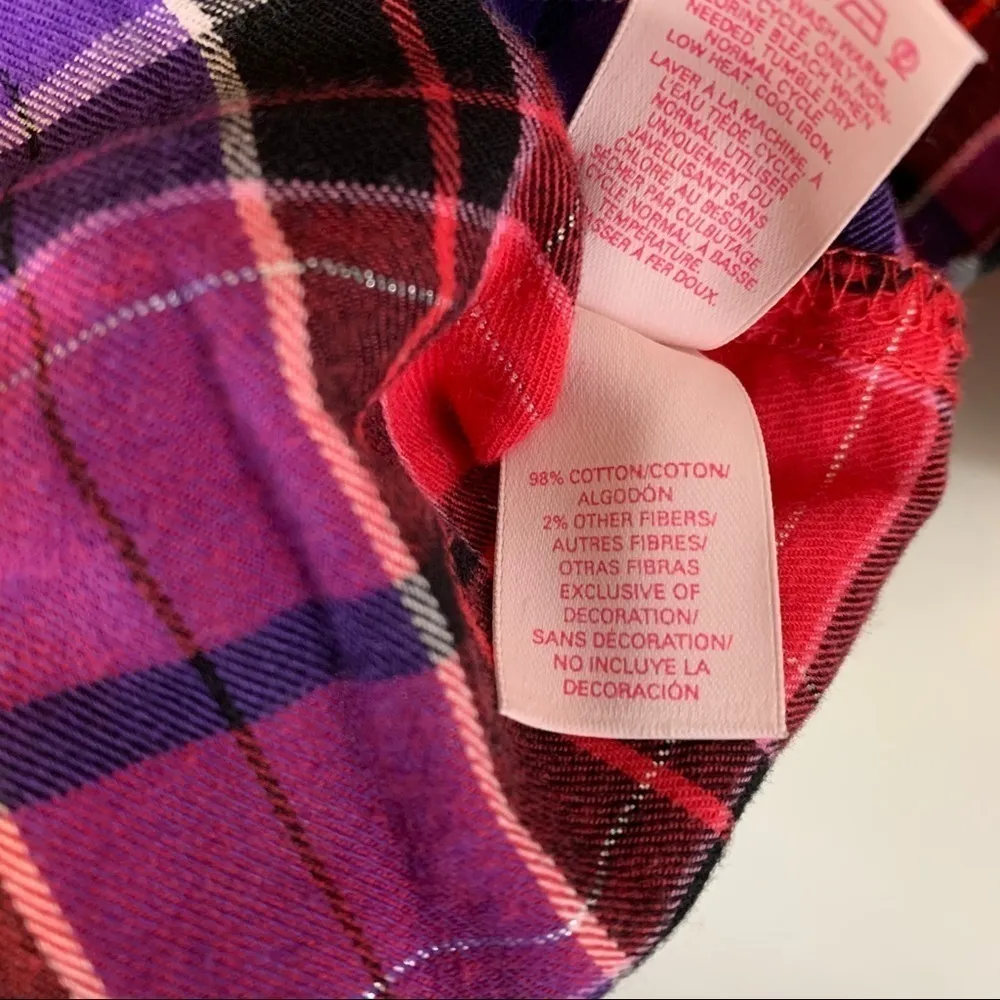 WASH WARM,
CYCLE, ONLY NON-
BLEACH WHEN
NEEDED, TUMBLE DRY
NORMAL CYCLE
LOW HEAT. COOL IRON.
LAVER A LA MACHINE, A
L'EAU TIÈDE, CYCLE
NORMAL, UTILISER
UNIQUEMENT DU
JAVELLISANT SANS
CHLORE, AU BESOIN.
SÉCHER PAR CULBUTAGE,
CYCLE NORMAL, A BASSE
TEMPÉRATURE.
À FER DOUX.
98% COTTON/COTON/
ALGODÓN
2% OTHER FIBERS/
AUTRES FIBRES/
OTRAS FIBRAS
EXCLUSIVE OF
DECORATION/
SANS DÉCORATION/
NO INCLUYE LA
DECORACIÓN